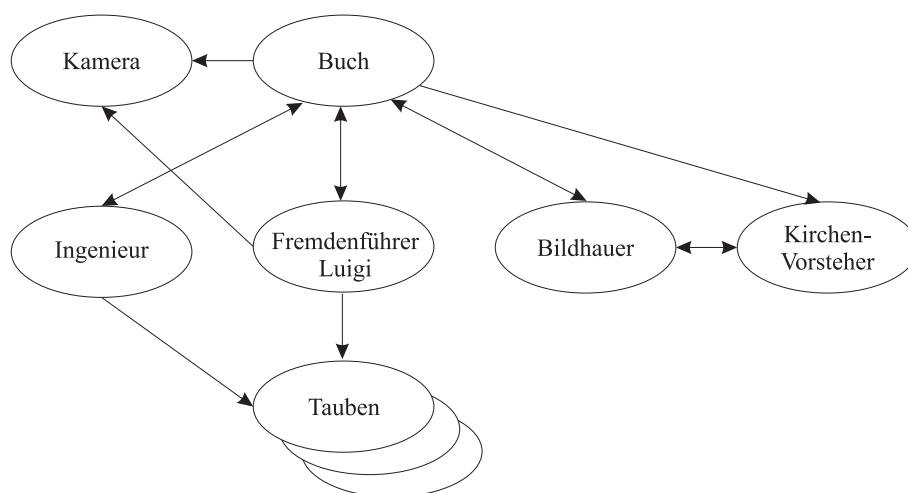 Kamera
Buch
Ingenieur
Fremdenführer
Luigi
Bildhauer
Kirchen-
Vorsteher
Tauben